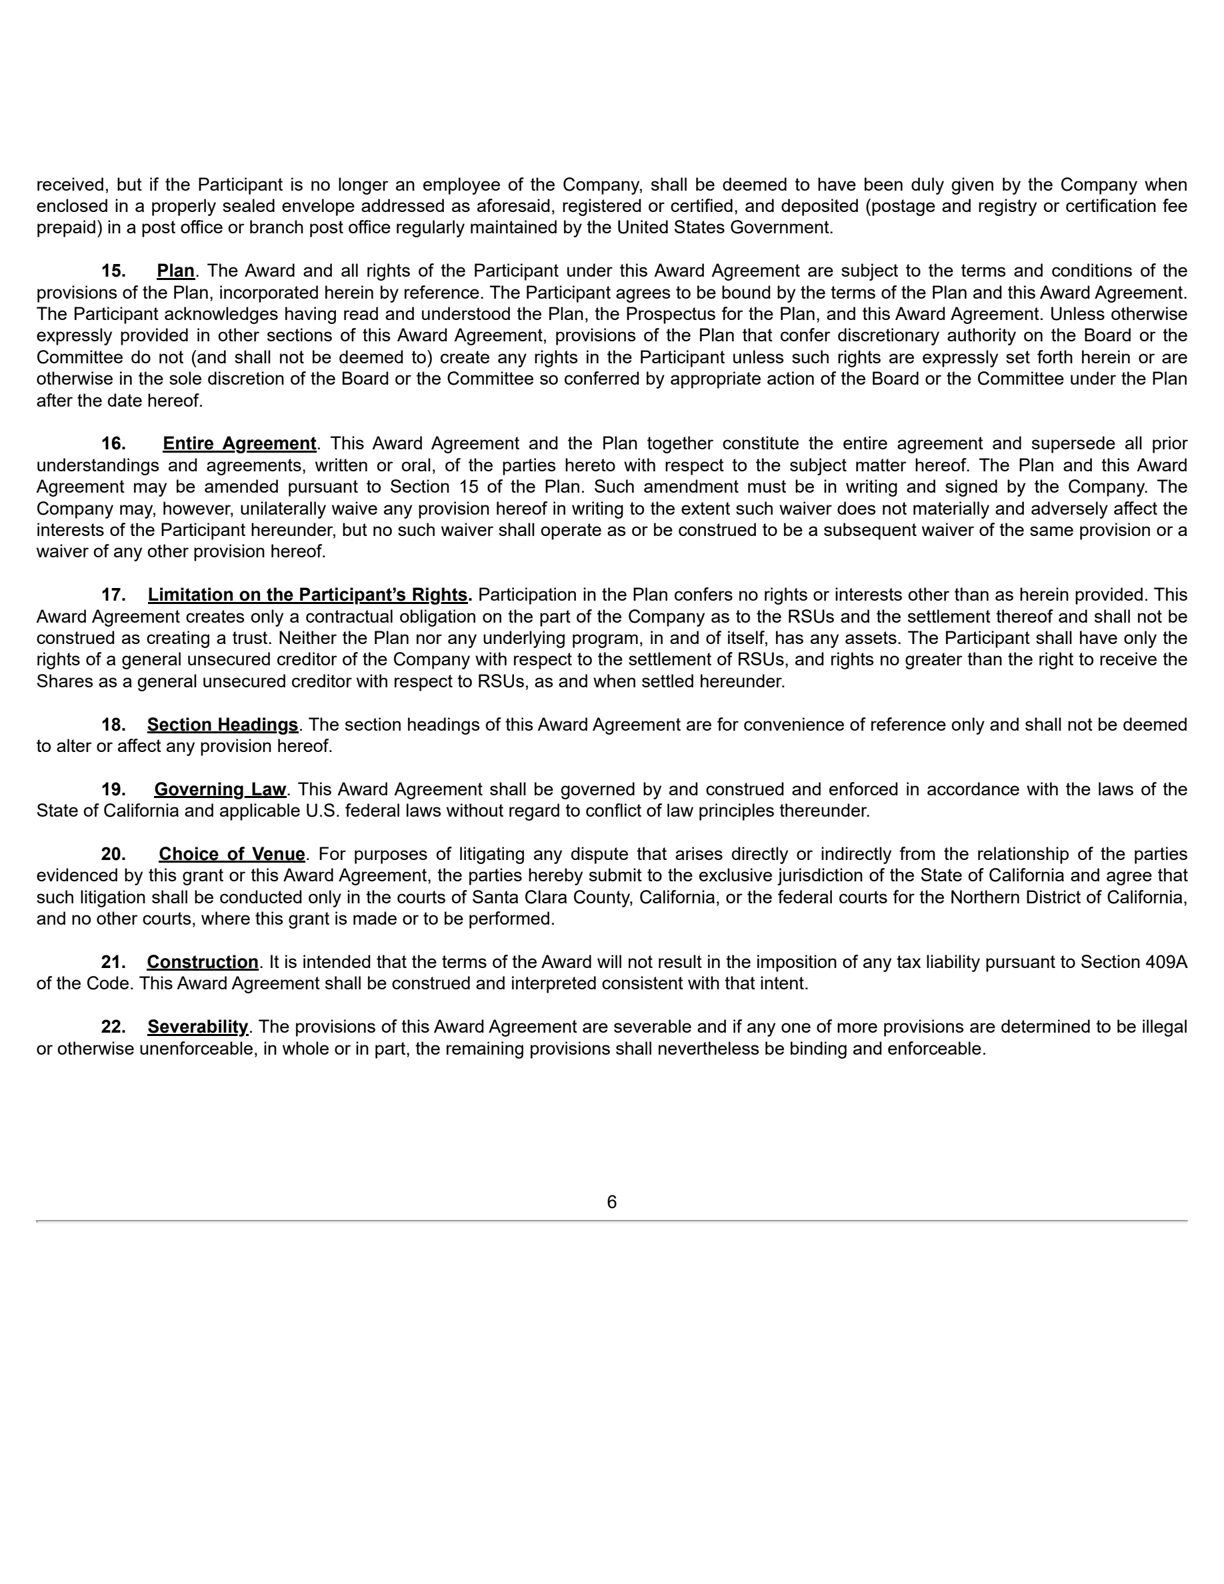 received, but if the Participant is no longer an employee of the Company, shall be deemed to have been duly given by the Company when
enclosed in a properly sealed envelope addressed as aforesaid, registered or certified, and deposited (postage and registry or certification fee
prepaid) in a post office or branch post office regularly maintained by the United States Government.
15. Plan. The Award and all rights of the Participant under this Award Agreement are subject to the terms and conditions of the
provisions of the Plan, incorporated herein by reference. The Participant agrees to be bound by the terms of the Plan and this Award Agreement.
The Participant acknowledges having read and understood the Plan, the Prospectus for the Plan, and this Award Agreement. Unless otherwise
expressly provided in other sections of this Award Agreement, provisions of the Plan that confer discretionary authority on the Board or the
Committee do not (and shall not be deemed to) create any rights in the Participant unless such rights are expressly set forth herein or are
otherwise in the sole discretion of the Board or the Committee so conferred by appropriate action of the Board or the Committee under the Plan
after the date hereof.
16. Entire Agreement. This Award Agreement and the Plan together constitute the entire agreement and supersede all prior
understandings and agreements, written or oral, of the parties hereto with respect to the subject matter hereof. The Plan and this Award
Agreement may be amended pursuant to Section 15 of the Plan. Such amendment must be in writing and signed by the Company. The
Company may, however, unilaterally waive any provision hereof in writing to the extent such waiver does not materially and adversely affect the
interests of the Participant hereunder, but no such waiver shall operate as or be construed to be a subsequent waiver of the same provision or a
waiver of any other provision hereof.
17. Limitation on the Participant’s Rights. Participation in the Plan confers no rights or interests other than as herein provided. This
Award Agreement creates only a contractual obligation on the part of the Company as to the RSUs and the settlement thereof and shall not be
construed as creating a trust. Neither the Plan nor any underlying program, in and of itself, has any assets. The Participant shall have only the
rights of a general unsecured creditor of the Company with respect to the settlement of RSUs, and rights no greater than the right to receive the
Shares as a general unsecured creditor with respect to RSUs, as and when settled hereunder.
18. Section Headings. The section headings of this Award Agreement are for convenience of reference only and shall not be deemed
to alter or affect any provision hereof.
19. Governing Law. This Award Agreement shall be governed by and construed and enforced in accordance with the laws of the
State of California and applicable U.S. federal laws without regard to conflict of law principles thereunder.
20. Choice of Venue. For purposes of litigating any dispute that arises directly or indirectly from the relationship of the parties
evidenced by this grant or this Award Agreement, the parties hereby submit to the exclusive jurisdiction of the State of California and agree that
such litigation shall be conducted only in the courts of Santa Clara County, California, or the federal courts for the Northern District of California,
and no other courts, where this grant is made or to be performed.
21. Construction. It is intended that the terms of the Award will not result in the imposition of any tax liability pursuant to Section 409A
of the Code. This Award Agreement shall be construed and interpreted consistent with that intent.
22. Severability. The provisions of this Award Agreement are severable and if any one of more provisions are determined to be illegal
or otherwise unenforceable, in whole or in part, the remaining provisions shall nevertheless be binding and enforceable.
6